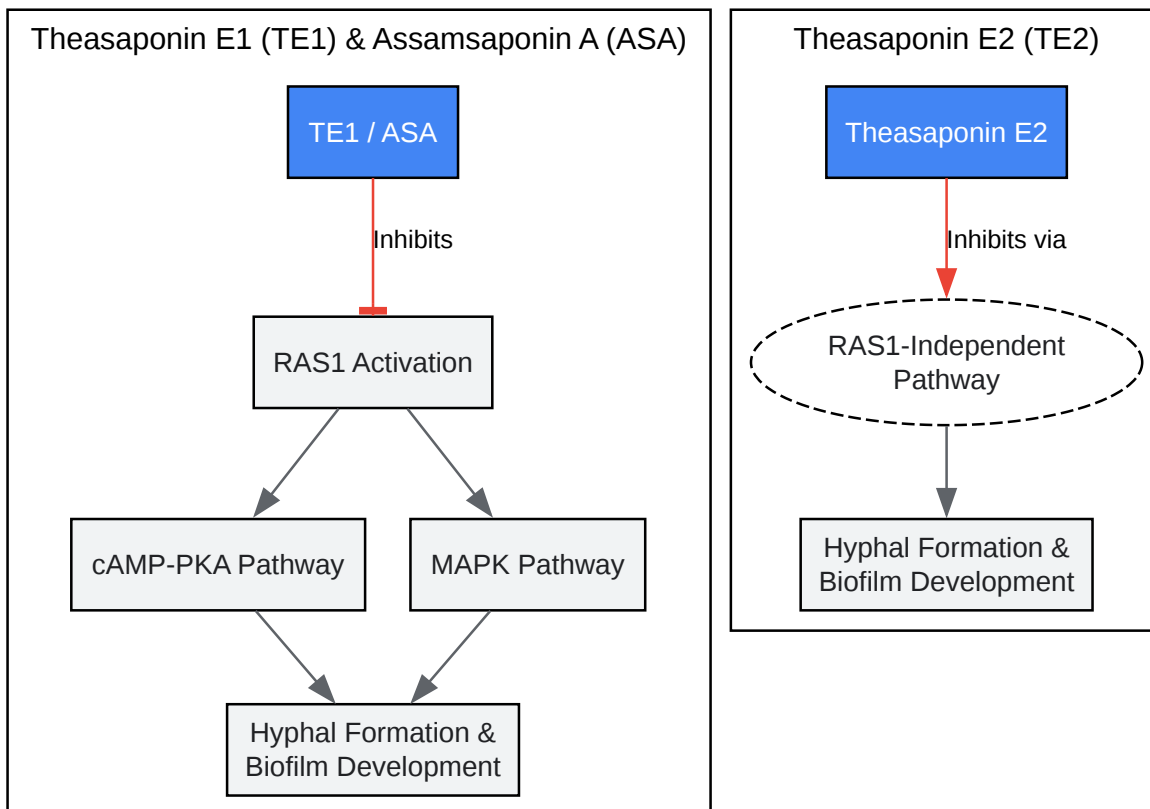 Theasaponin E1 (TE1) & Assamsaponin A (ASA)
TE1 / ASA
Inhibits
RAS1 Activation
cAMP-PKA Pathway
MAPK Pathway
Hyphal Formation &
Biofilm Development
Theasaponin E2 (TE2)
Theasaponin E2
Inhibits via
RAS1-Independent
Pathway
Hyphal Formation &
Biofilm Development